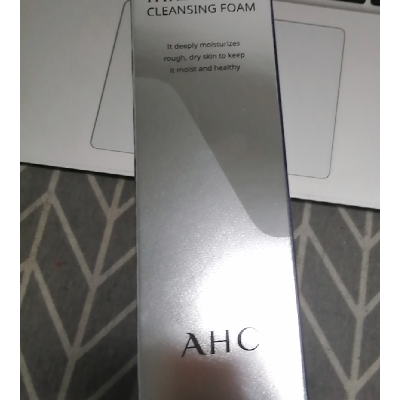 CLEANSING FOAM
It deeply moisturizes
rough, dry skin to keep
it moist and healthy
AHC